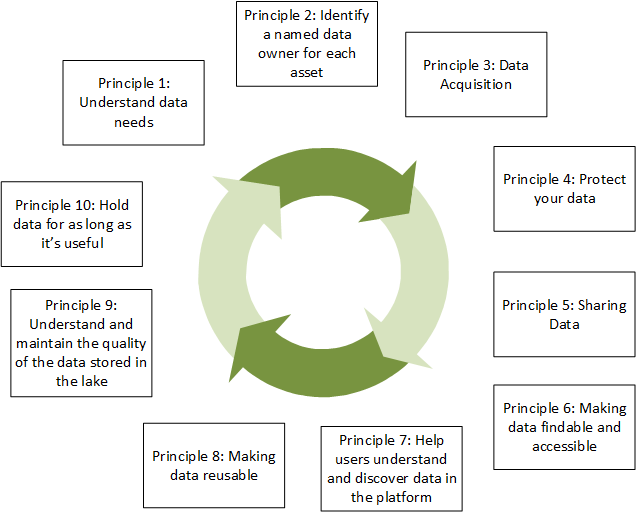 Principle 1:
Understand data
needs
Principle 2: Identify
a named data
owner for each
asset
Principle 3: Data
Acquisition
Principle 4: Protect
your data
Principle 5: Sharing
Data
Principle 6: Making
data findable and
accessible
Principle 7: Help
users understand
and discover data in
the platform
Principle 8: Making
data reusable
Principle 9:
Understand and
maintain the quality
of the data stored in
the lake
Principle 10: Hold
data for as long as
it’s useful